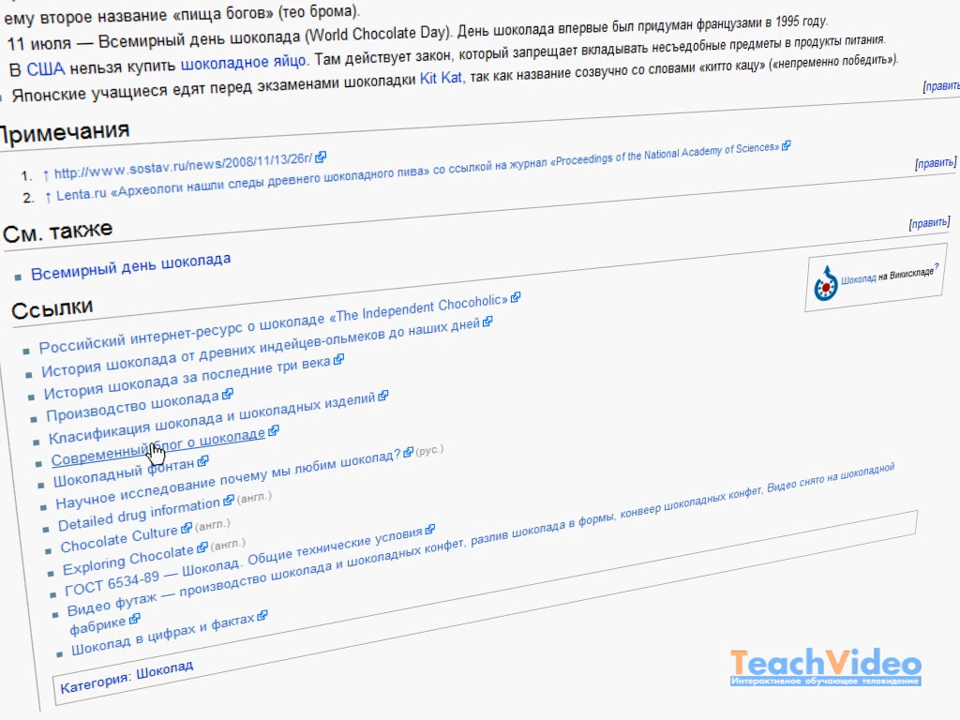 ему второе название «пища богов» (тео брома).
11 июля — Всемирный день шоколада (World Chocolate Day). День шоколада впервые был придуман французами в 1995 году.
В США нельзя купить шоколадное яйцо. Там действует закон, который запрещает вкладывать несъедобные предметы в продукты питания.
Японские учащиеся едят перед экзаменами шоколадки Kit Kat, так как название созвучно со словами «китто кацу» («непременно победить»).
[править]
Примечания
1. ↑ http://www.sostav.ru/news/2008/11/13/26r/
2. ↑ Lenta.ru «Археологи нашли следы древнего шоколадного пива» со ссылкой на журнал «Proceedings of the National Academy of Sciences»
[править]
См. также
Всемирный день шоколада
[править]
Ссылки
Шоколад на Викискладе?
Российский интернет-ресурс о шоколаде «The Independent Chocoholic»
История шоколада от древних индейцев-ольмеков до наших дней
История шоколада за последние три века
Производство шоколада
Класификация шоколада и шоколадных изделий
Современный блог о шоколаде
Шоколадный фонтан
Научное исследование почему мы любим шоколад? (рус.)
Detailed drug information (англ.)
Chocolate Culture (англ.)
Exploring Chocolate (англ.)
ГОСТ 6534-89 — Шоколад. Общие технические условия
Видео футаж — производство шоколада и шоколадных конфет, разлив шоколада в формы, конвеер шоколадных конфет, Видео снято на шоколадной
фабрике
Шоколад в цифрах и фактах
Категория: Шоколад
TeachVideo
Интерактивное обучающее телевидение